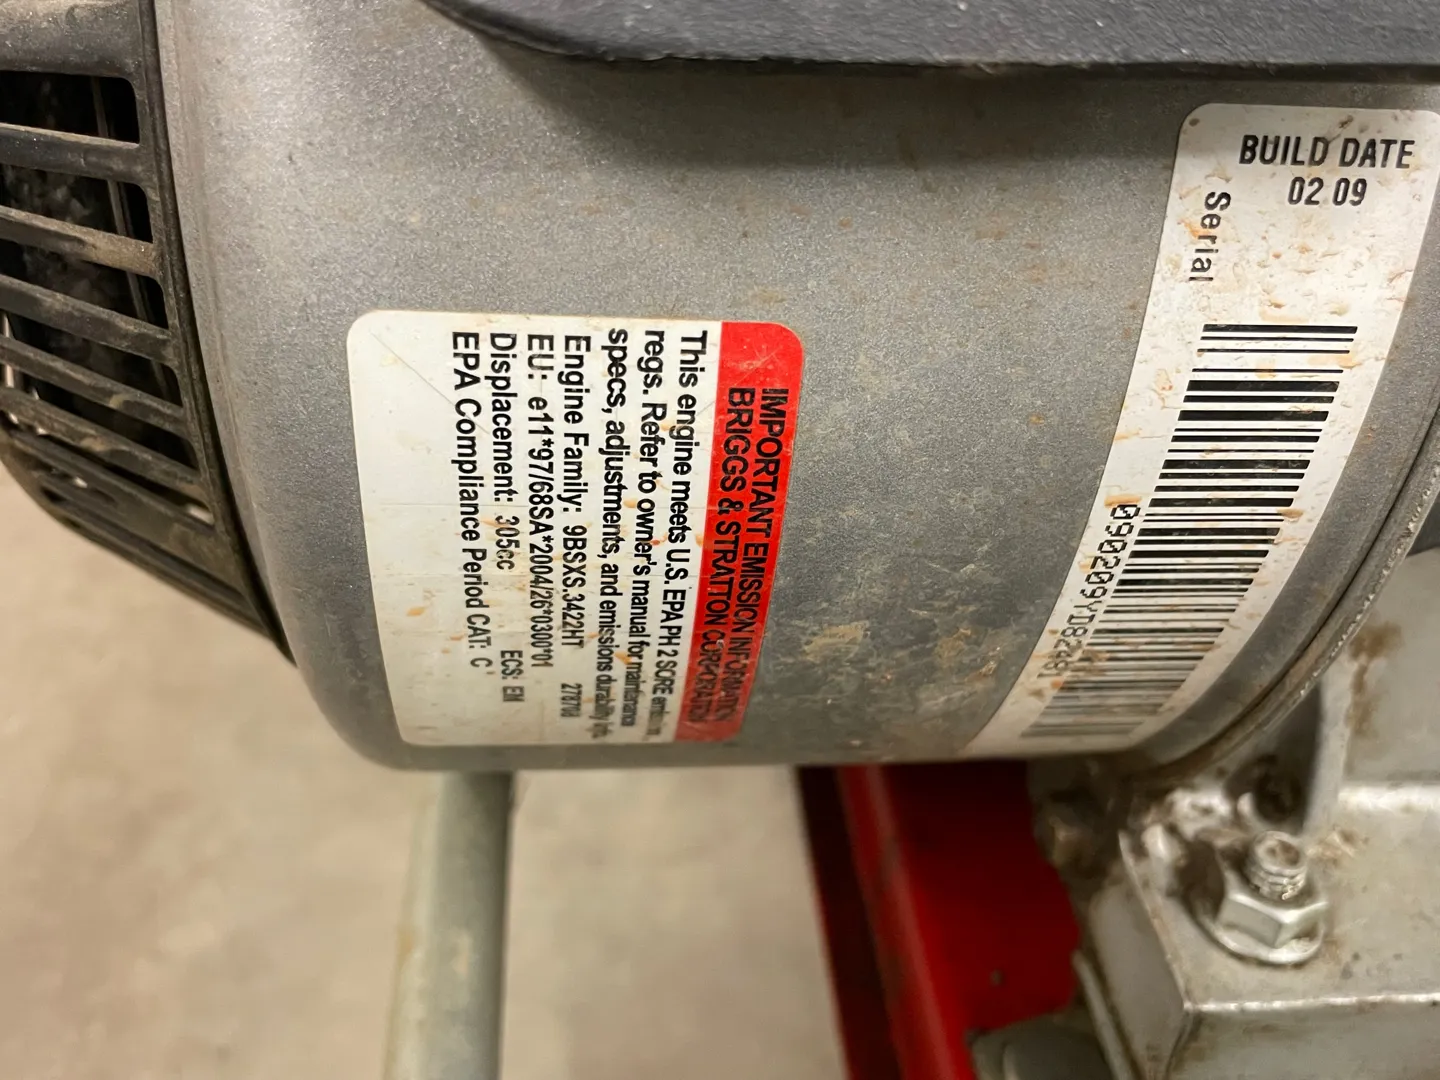 IMPORTANT EMISSION INFORMATION
BRIGGS & STRATTON CORPORATION
This engine meets U.S. EPA PH 2 SORE
regs. Refer to owner's manual for maintenance
specs, adjustments, and emissions durability
Engine Family: 9BSXS.3422HT
EU: e11*97/68SA*2004/26*0300*01
Displacement: 305cc ECS: EM
EPA Compliance Period CAT: C
BUILD DATE
02 09
Serial